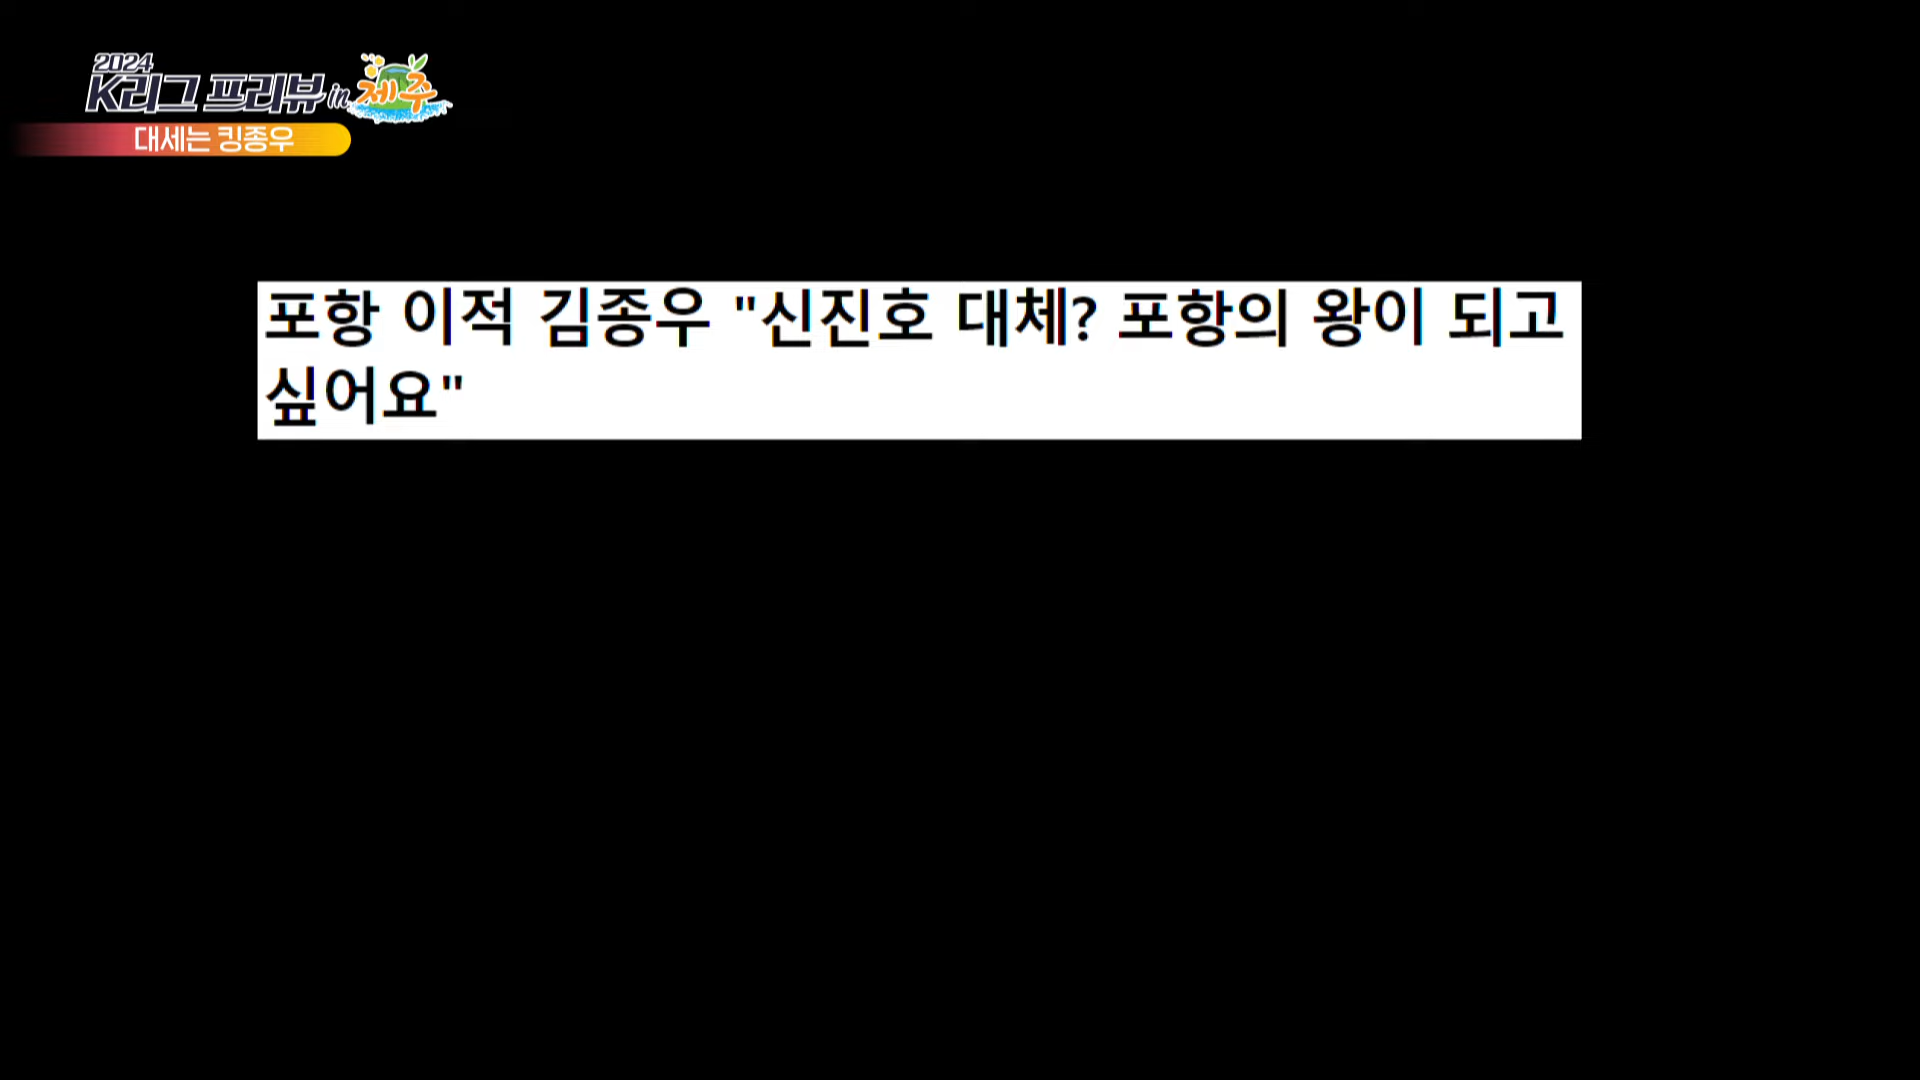 2024
K리그 프리뷰 in 제주
대세는 킹종우
포항 이적 김종우 "신진호 대체? 포항의 왕이 되고
싶어요"